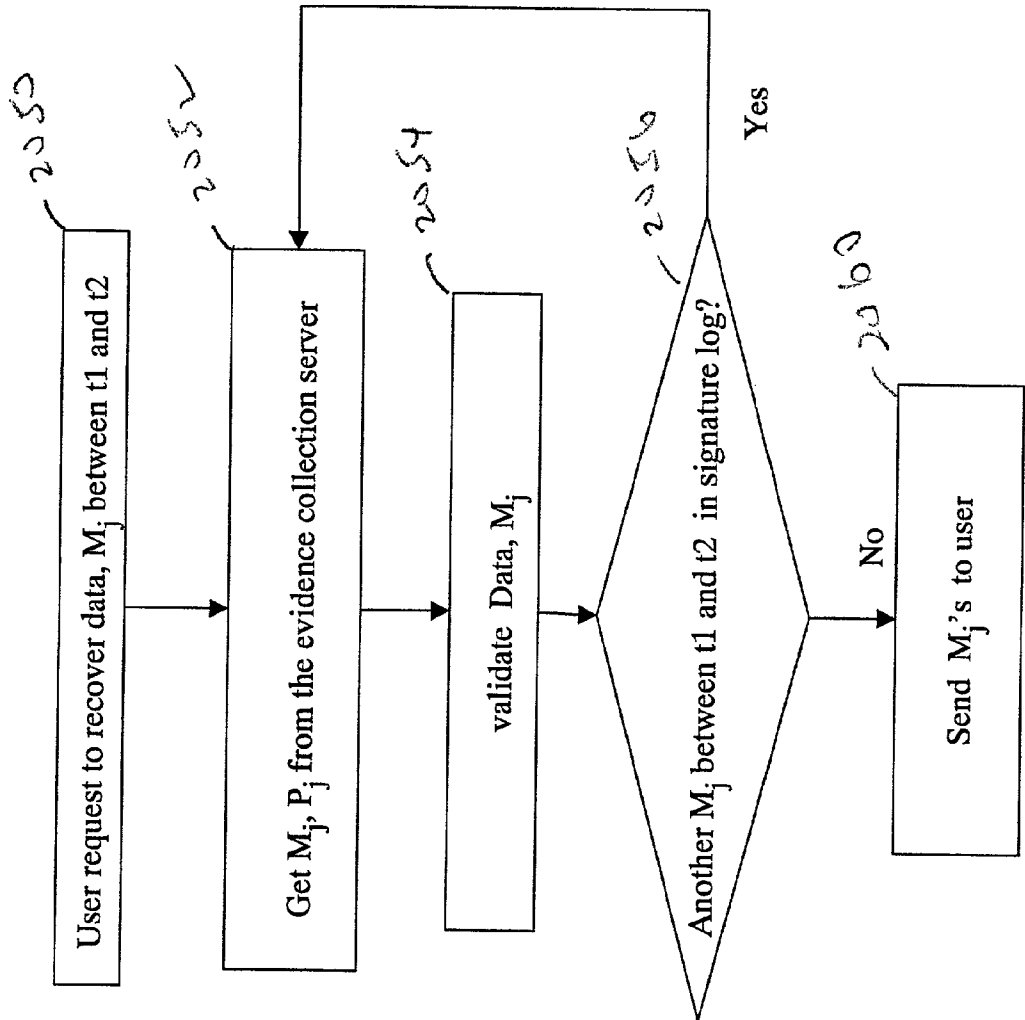 User request to recover data, Mj between t1 and t2
2050
Get Mj, Pj from the evidence collection server
2052
validate Data, Mj
2054
Another Mj between t1 and t2 in signature log?
2056
Yes
No
Send Mj's to user
2060